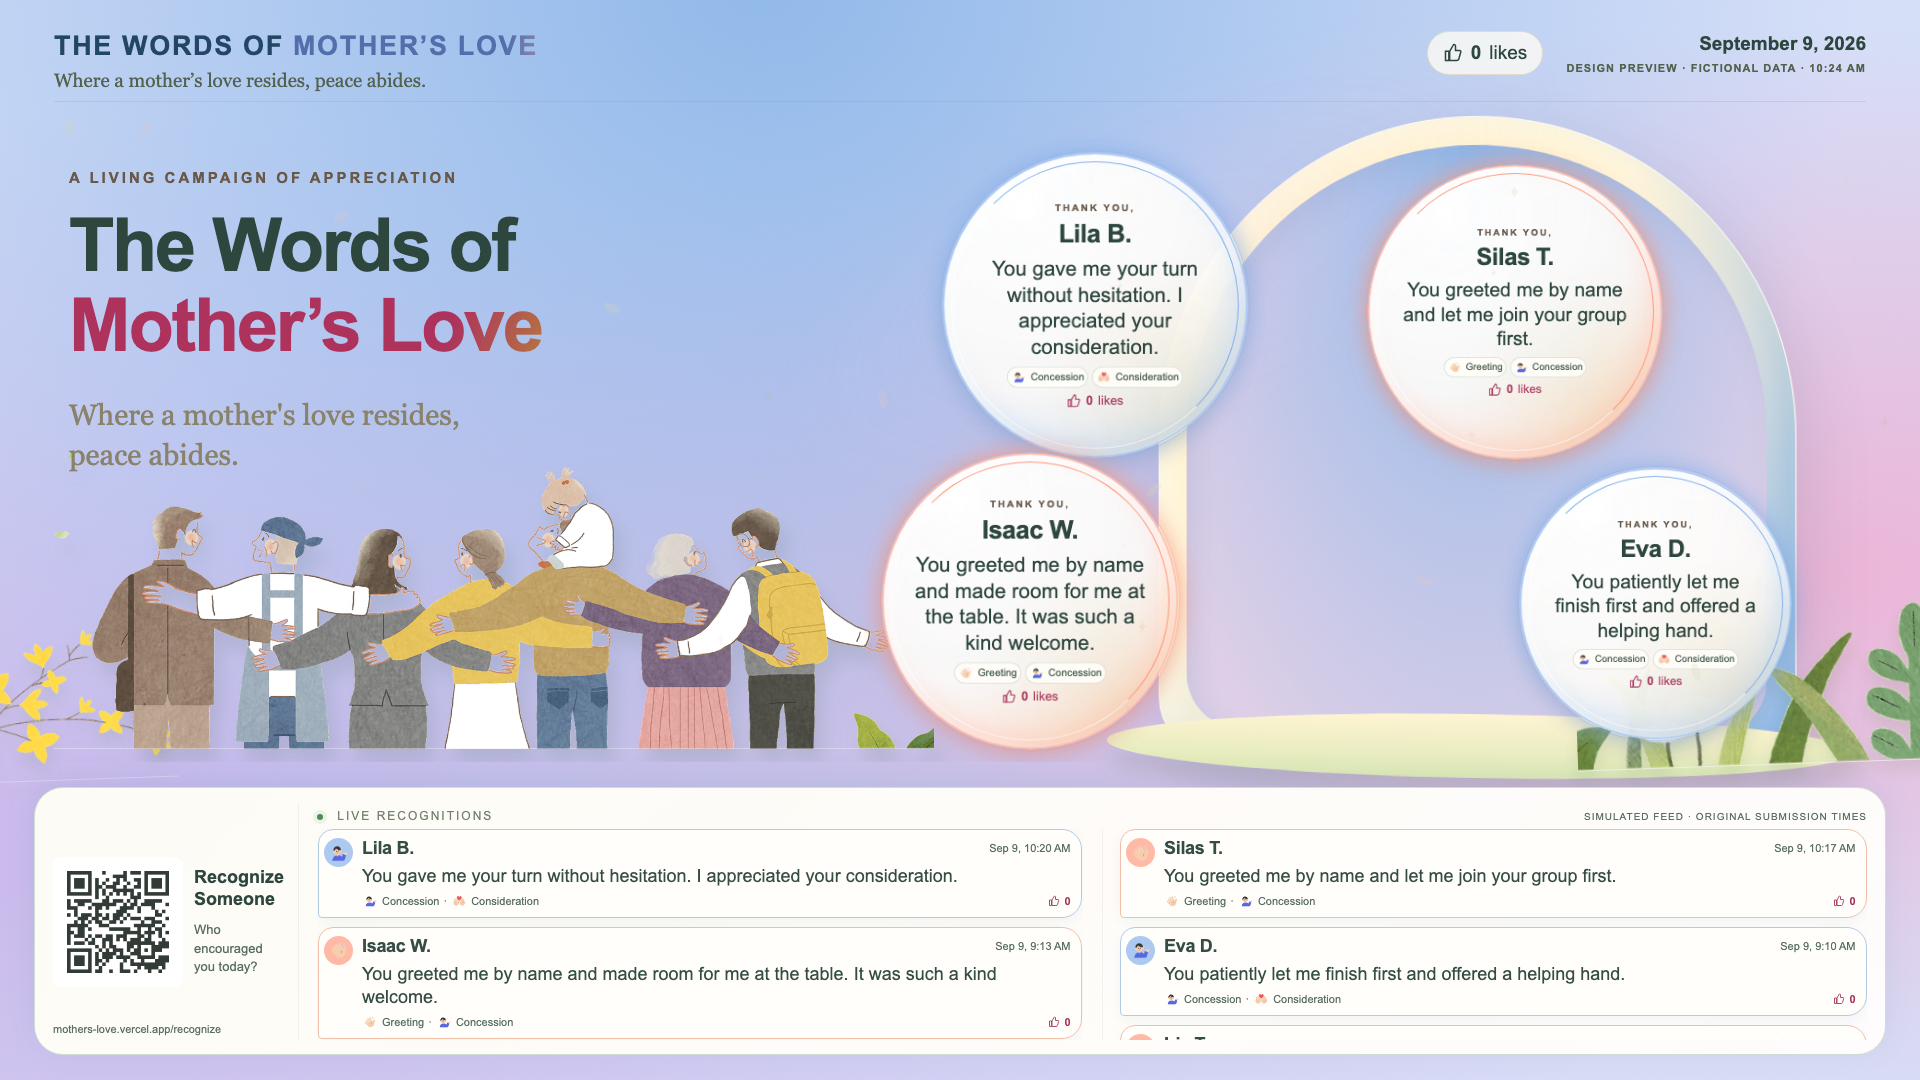 THE WORDS OF MOTHER’S LOVE
Where a mother’s love resides, peace abides.
0 likes
September 9, 2026
DESIGN PREVIEW · FICTIONAL DATA · 10:24 AM
A LIVING CAMPAIGN OF APPRECIATION
The Words of
Mother’s Love
Where a mother's love resides,
peace abides.
THANK YOU,
Lila B.
You gave me your turn
without hesitation. I
appreciated your
consideration.
Concession Consideration
0 likes
THANK YOU,
Silas T.
You greeted me by name
and let me join your group
first.
Greeting Concession
0 likes
THANK YOU,
Isaac W.
You greeted me by name
and made room for me at
the table. It was such a
kind welcome.
Greeting Concession
0 likes
THANK YOU,
Eva D.
You patiently let me
finish first and offered a
helping hand.
Concession Consideration
0 likes
Recognize
Someone
Who
encouraged
you today?
mothers-love.vercel.app/recognize
LIVE RECOGNITIONS
SIMULATED FEED · ORIGINAL SUBMISSION TIMES
Lila B.
Sep 9, 10:20 AM
You gave me your turn without hesitation. I appreciated your consideration.
Concession · Consideration
0
Isaac W.
Sep 9, 9:13 AM
You greeted me by name and made room for me at the table. It was such a kind
welcome.
Greeting · Concession
0
Silas T.
Sep 9, 10:17 AM
You greeted me by name and let me join your group first.
Greeting · Concession
0
Eva D.
Sep 9, 9:10 AM
You patiently let me finish first and offered a helping hand.
Concession · Consideration
0